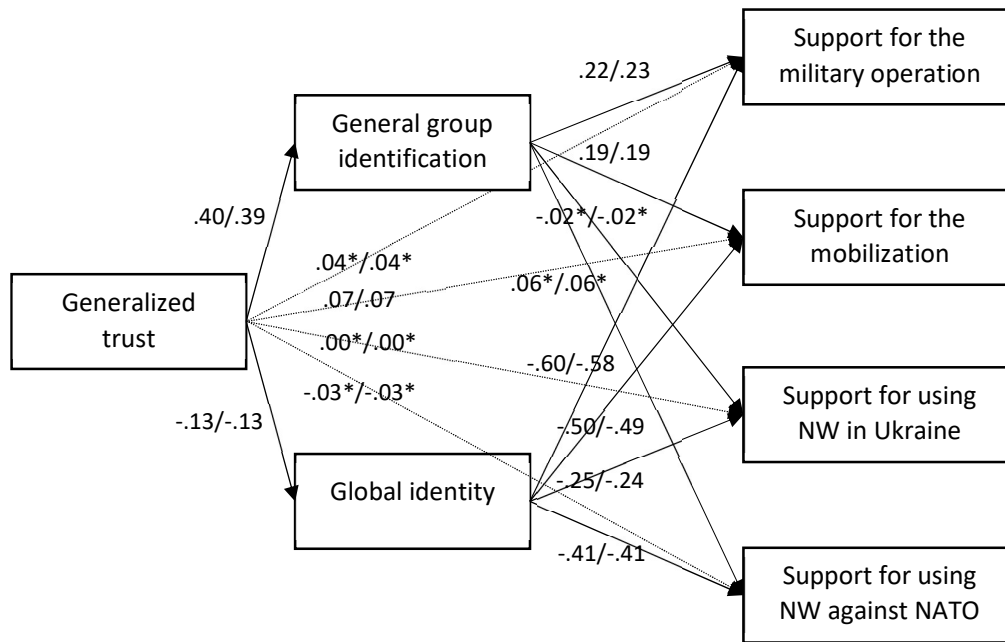 Support for the
military operation
.22/.23
General group
identification
.19/.19
.40/.39
-.02*/-.02*
Support for the
mobilization
.04*/.04*
.06*/.06*
Generalized
trust
.07/.07
.00*/.00*
-.60/-.58
-.03*/-.03*
Support for using
NW in Ukraine
-.13/-.13
-.50/-.49
Global identity
-.25/-.24
-.41/-.41
Support for using
NW against NATO